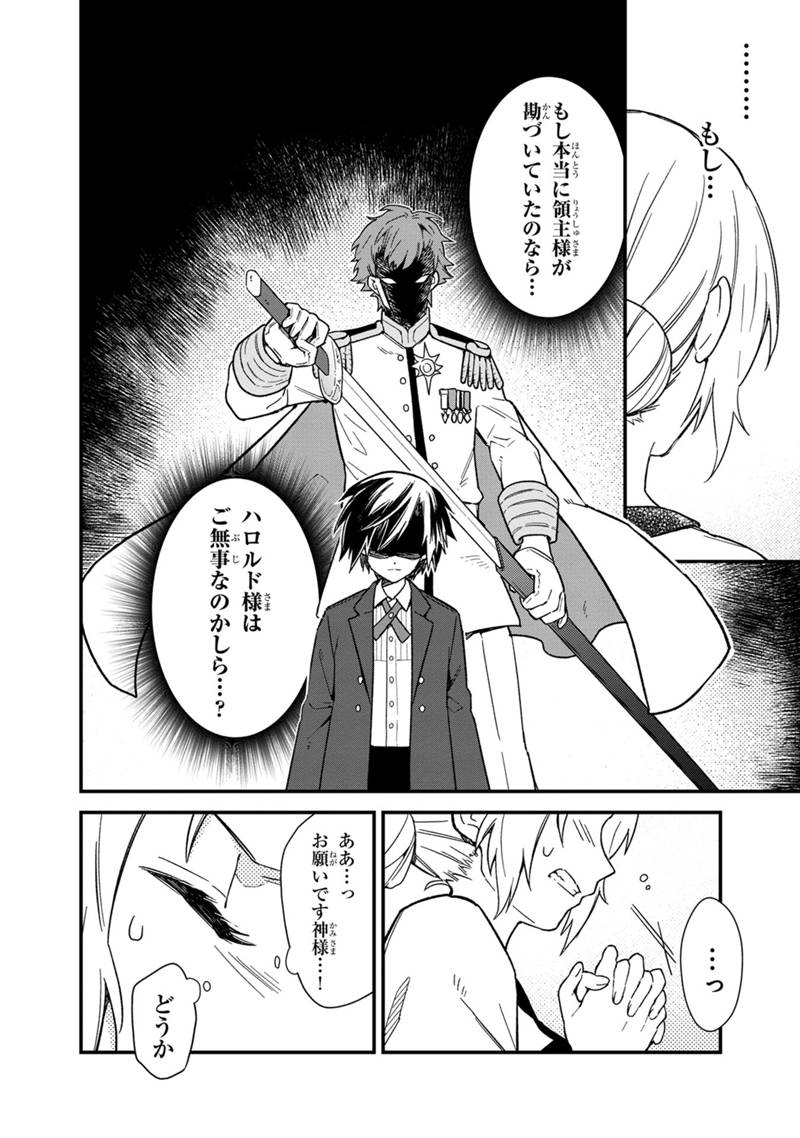 ………
もし…
もし本当に領主様が
勘づいていたのなら…
ハロルド様は
ご無事なのかしら…?
…っ
ああ…っ
お願いです神様……!
どうか